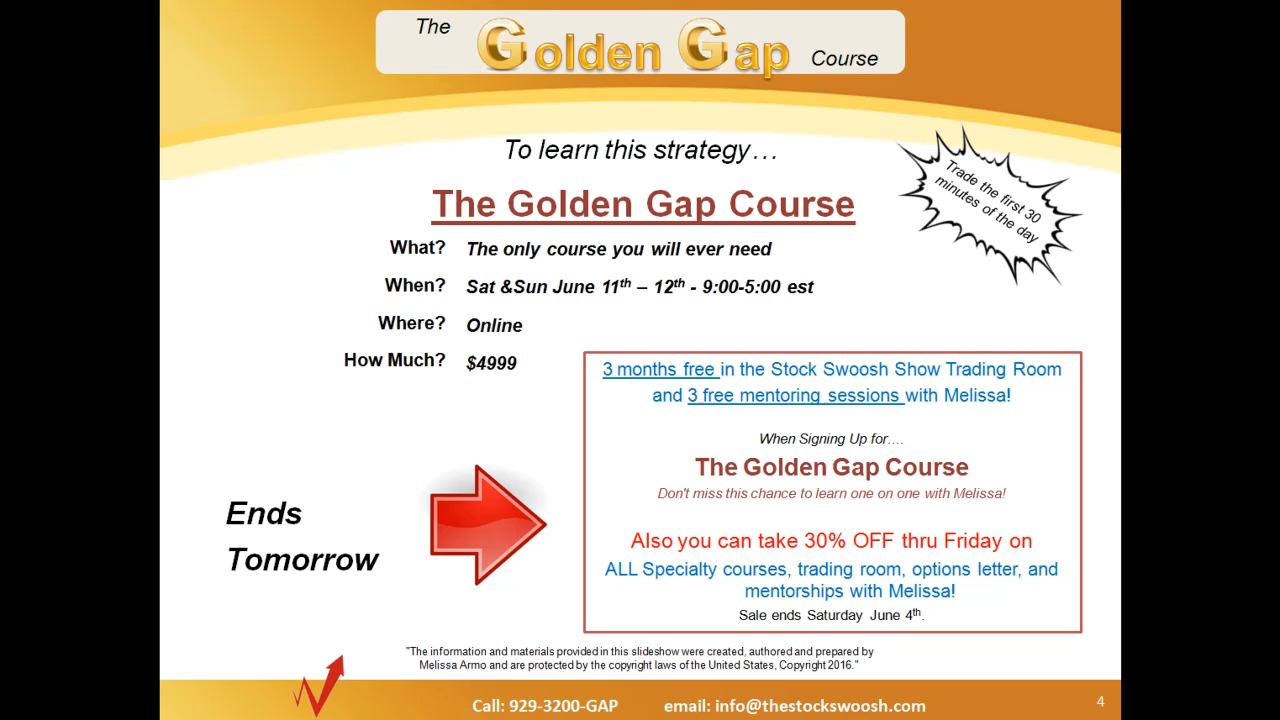 The Golden Gap Course
To learn this strategy…
Trade the first 30
minutes of the day
The Golden Gap Course
What? The only course you will ever need
When? Sat &Sun June 11th – 12th - 9:00-5:00 est
Where? Online
How Much? $4999
3 months free in the Stock Swoosh Show Trading Room
and 3 free mentoring sessions with Melissa!
When Signing Up for….
The Golden Gap Course
Don't miss this chance to learn one on one with Melissa!
Ends
Tomorrow
Also you can take 30% OFF thru Friday on
ALL Specialty courses, trading room, options letter, and
mentorships with Melissa!
Sale ends Saturday June 4th.
"The information and materials provided in this slideshow were created, authored and prepared by
Melissa Armo and are protected by the copyright laws of the United States, Copyright 2016."
Call: 929-3200-GAP email: info@thestockswoosh.com
4